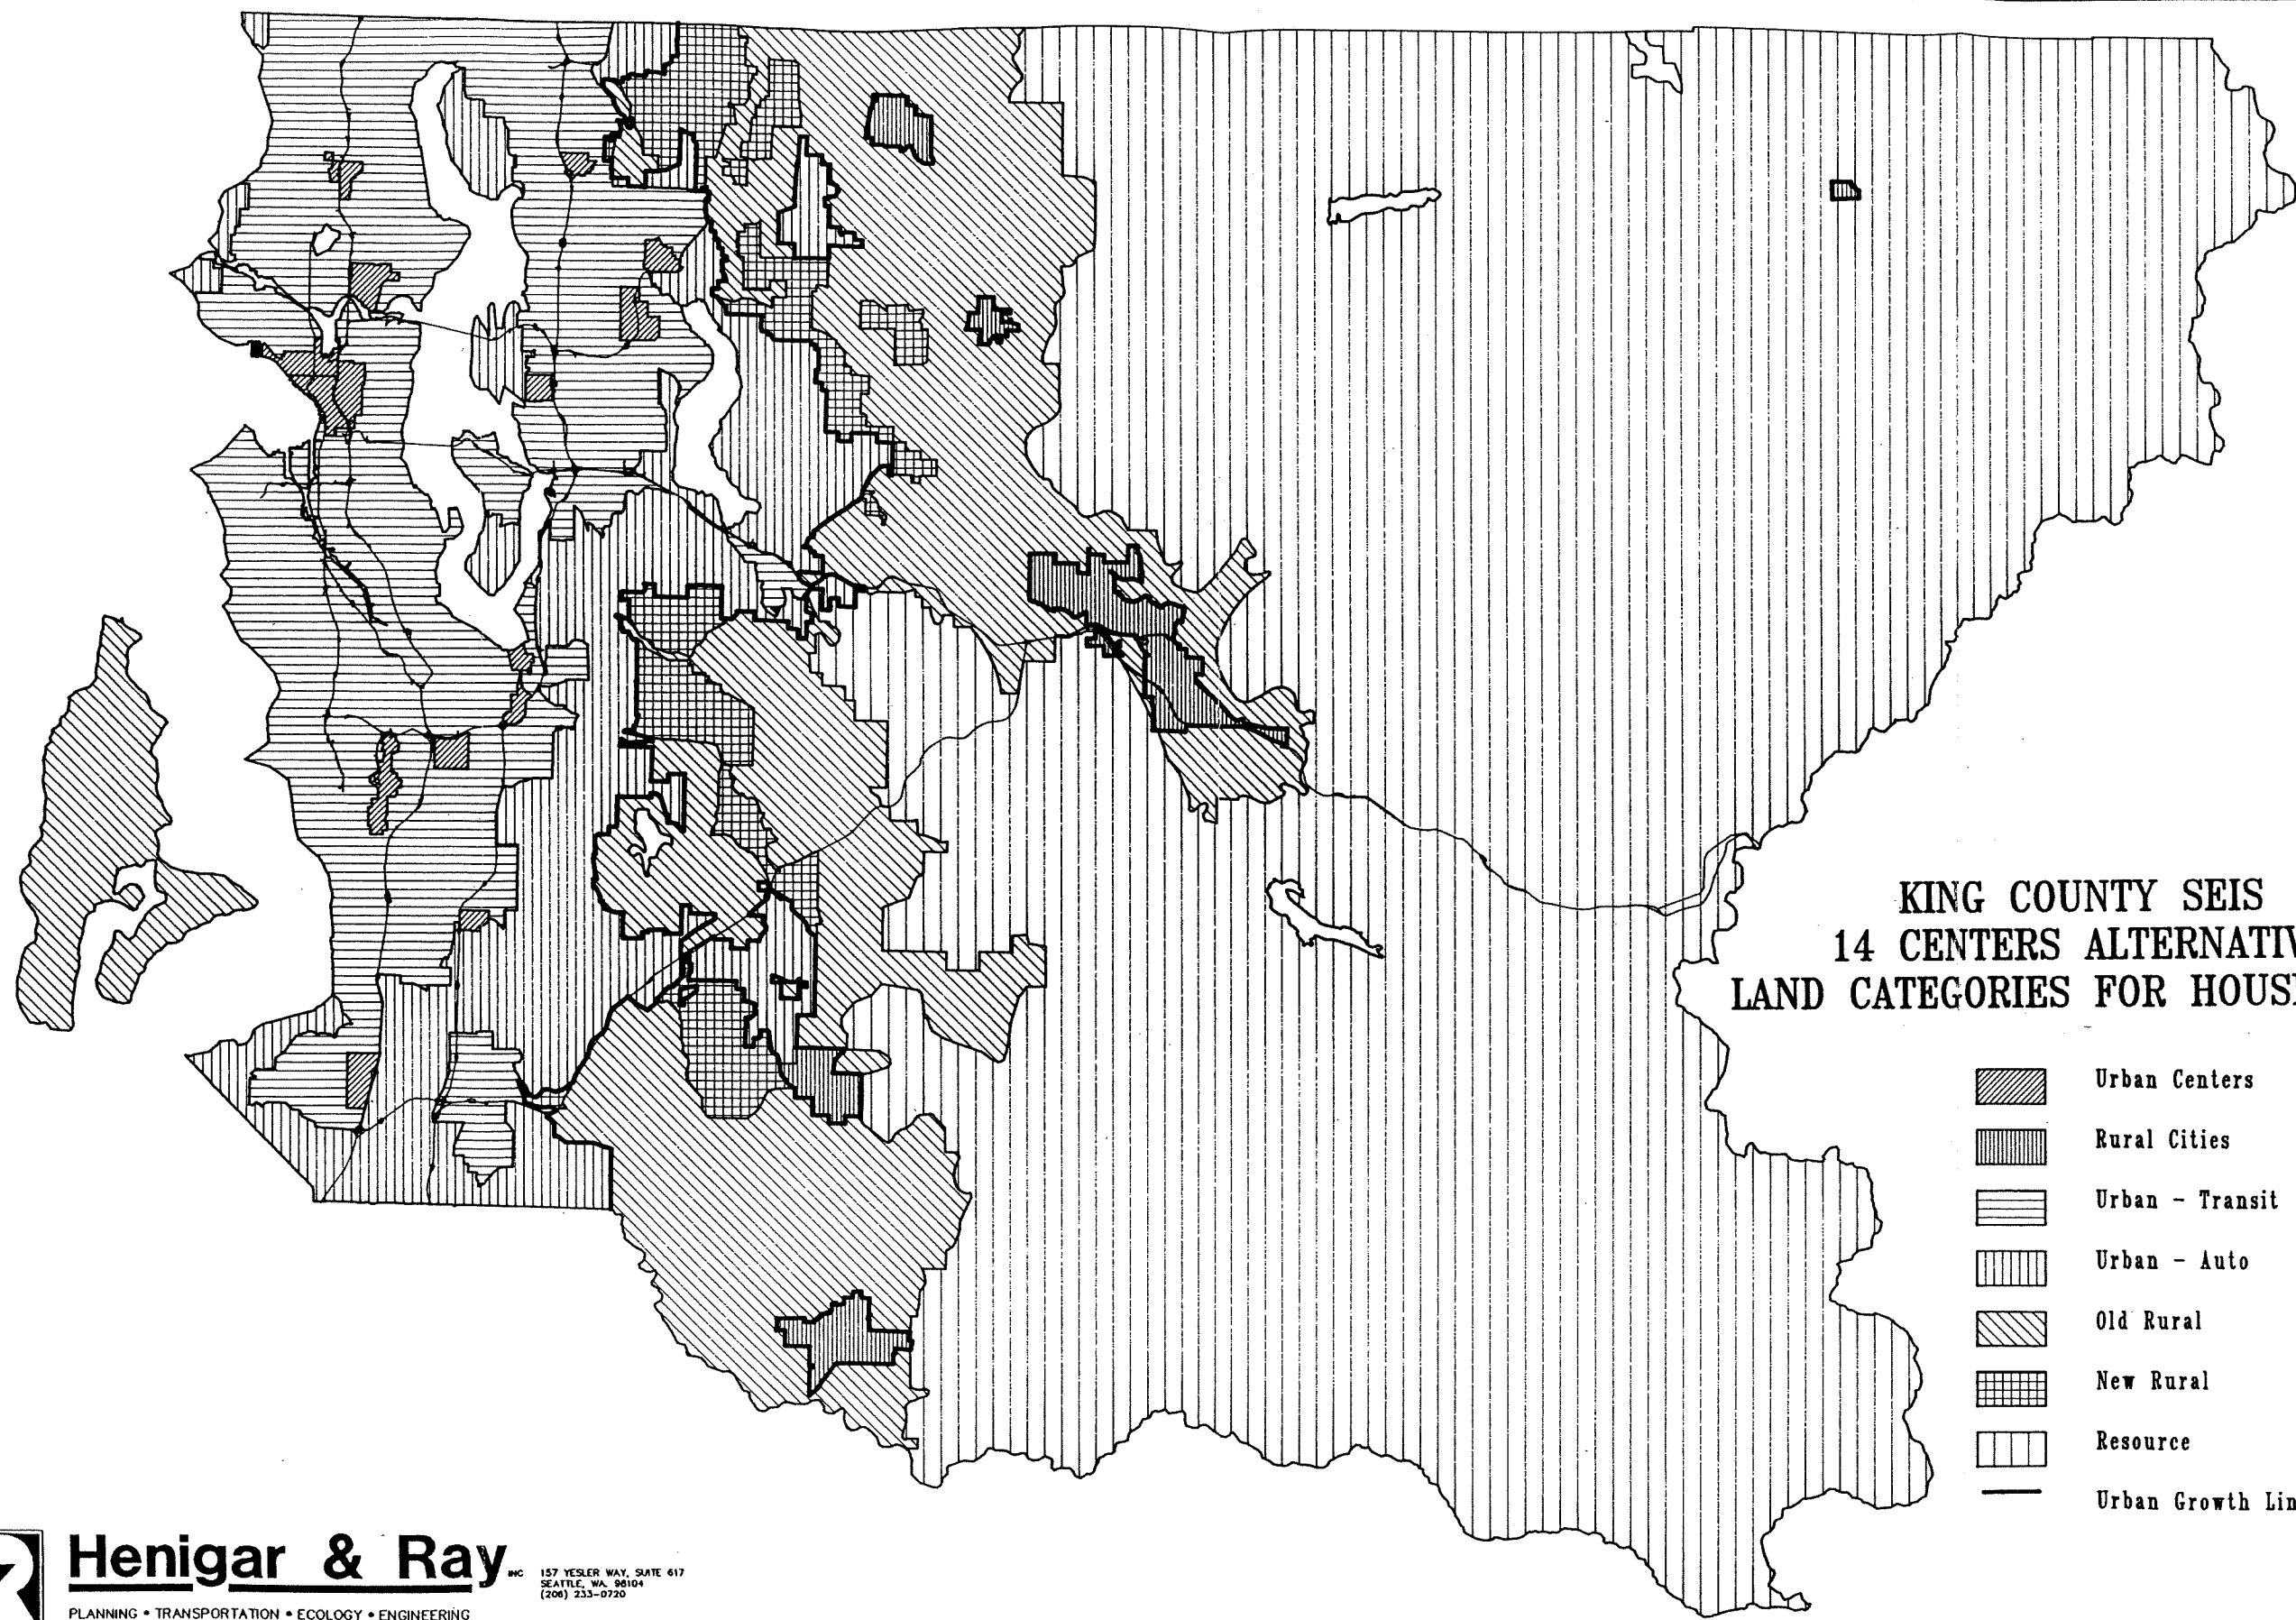 KING COUNTY SEIS
14 CENTERS ALTERNATIV
LAND CATEGORIES FOR HOUS
Urban Centers
Rural Cities
Urban - Transit
Urban - Auto
Old Rural
New Rural
Resource
Urban Growth Lin
Henigar & Ray INC
157 YESLER WAY, SUITE 617
SEATTLE, WA. 98104
(206) 233-0720
PLANNING • TRANSPORTATION • ECOLOGY • ENGINEERING